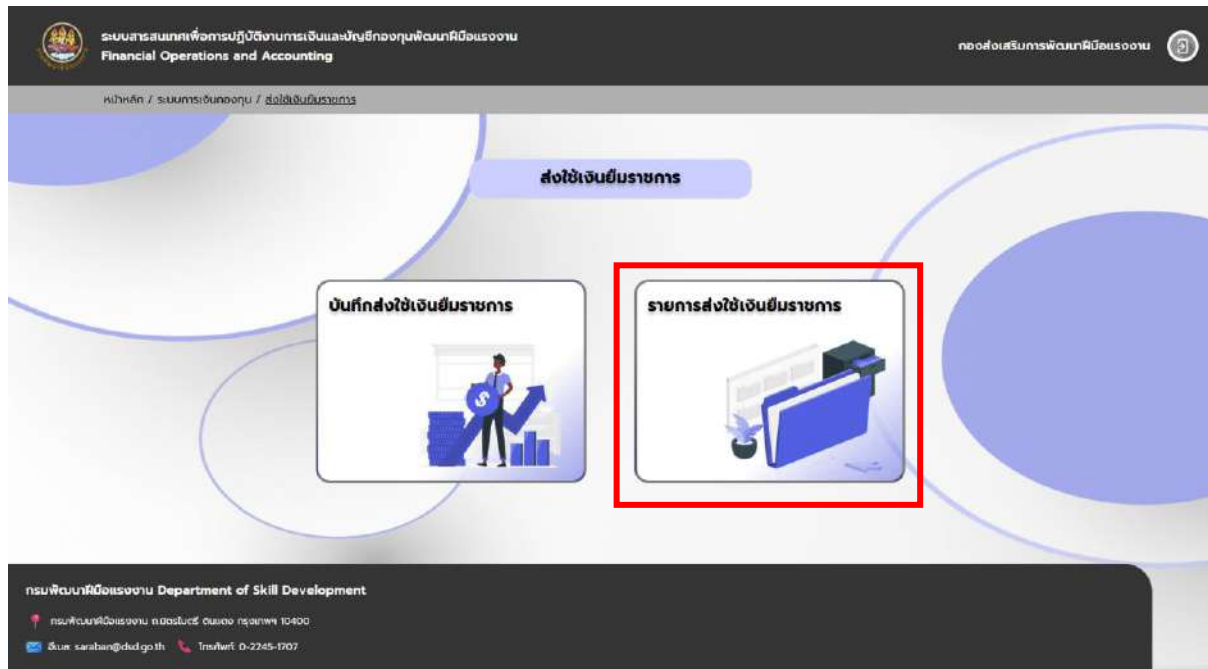 ระบบสารสนเทศเพื่อการปฏิบัติงานการเงินและบัญชีกองทุนพัฒนาฝีมือแรงงาน
Financial Operations and Accounting
กองส่งเสริมการพัฒนาฝีมือแรงงาน
หน้าหลัก / ระบบการเงินกองทุน / ส่งใช้เงินยืมราชการ
ส่งใช้เงินยืมราชการ
บันทึกส่งใช้เงินยืมราชการ
รายการส่งใช้เงินยืมราชการ
กรมพัฒนาฝีมือแรงงาน Department of Skill Development
กรมพัฒนาฝีมือแรงงาน ถ.มิตรไมตรี ดินแดง กรุงเทพฯ 10400
อีเมล: saraban@dsd.go.th โทรศัพท์: 0-2245-1707